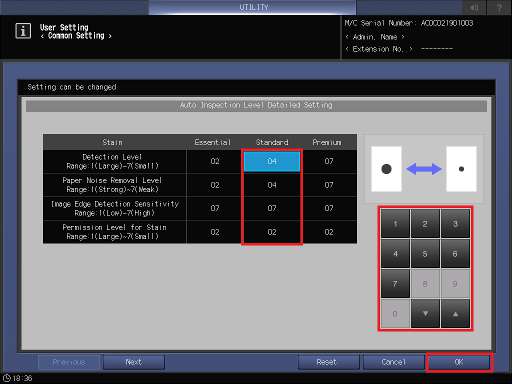 UTILITY
?
User Setting
< Common Setting >
M/C Serial Number: AC0C021901003
< Admin. Name >
< Extension No. > --------
Setting can be changed
Auto Inspection Level Detailed Setting
Stain Essential Standard Premium
Detection Level
Range:1(Large)~7(Small) 02 04 07
Paper Noise Removal Level
Range:1(Strong)~7(Weak) 02 04 07
Image Edge Detection Sensitivity
Range:1(Low)~7(High) 07 07 07
Permission Level for Stain
Range:1(Large)~7(Small) 02 02 02
1 2 3
4 5 6
7 8 9
0 ▼ ▲
Previous Next Reset Cancel OK
18:36